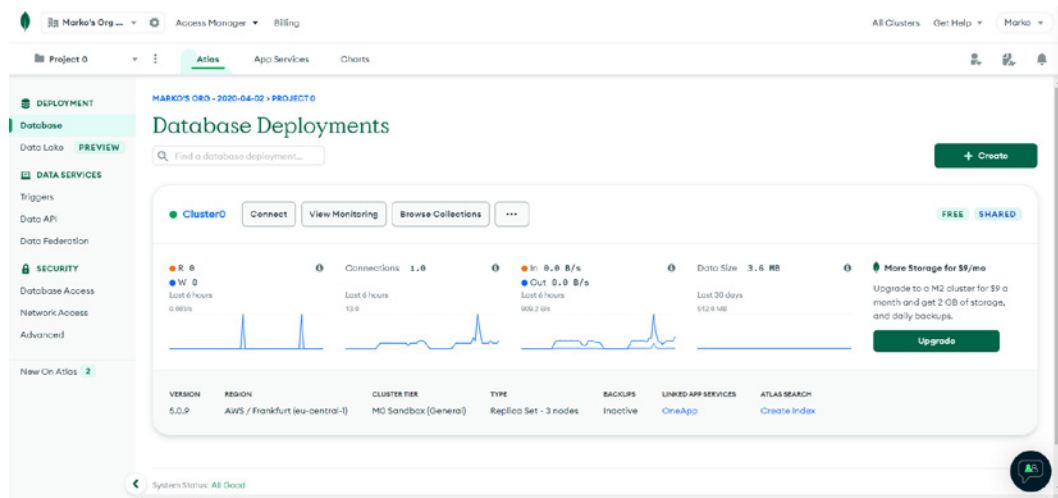 Marko's Org ... Access Manager Billing All Clusters Get Help Marko
Project 0 Atlas App Services Charts
DEPLOYMENT
Database
Data Lake PREVIEW
DATA SERVICES
Triggers
Data API
Data Federation
SECURITY
Database Access
Network Access
Advanced
New On Atlas 2
MARKO'S ORG - 2020-04-02 > PROJECT 0
Database Deployments
Find a database deployment...
+ Create
Cluster0 Connect View Monitoring Browse Collections ... FREE SHARED
R 0
W 0
Last 6 hours
Connections 1.0
Last 6 hours
13.0
In 0.0 B/s
Out 0.0 B/s
Last 6 hours
909.2 B/s
Data Size 3.6 MB
Last 30 days
512.0 MB
More Storage for $9/mo
Upgrade to a M2 cluster for $9 a
month and get 2 GB of storage,
and daily backups.
Upgrade
VERSION REGION CLUSTER TIER TYPE BACKUPS LINKED APP SERVICES ATLAS SEARCH
5.0.9 AWS / Frankfurt (eu-central-1) M0 Sandbox (General) Replica Set - 3 nodes Inactive OneApp Create Index
System Status: All Good